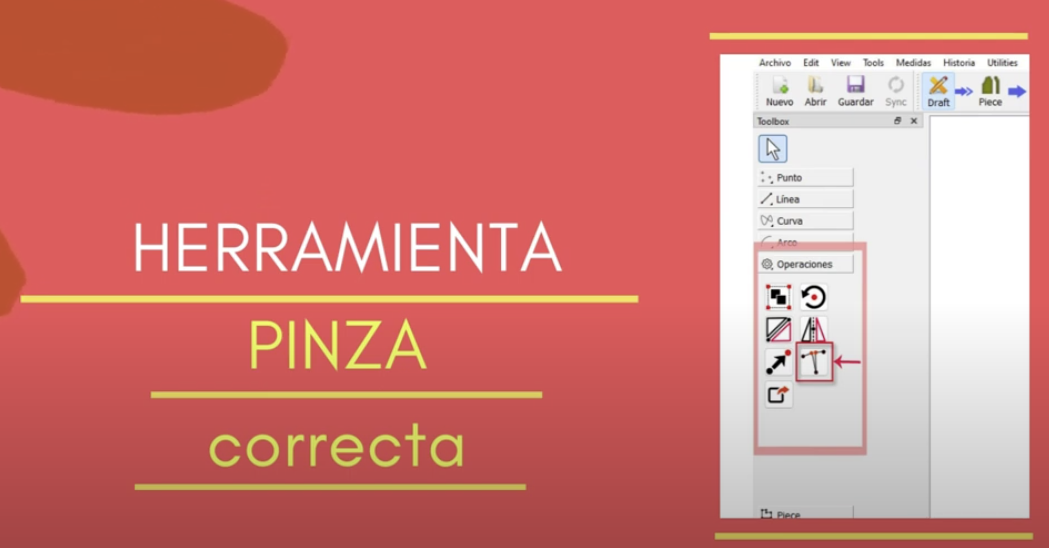 HERRAMIENTA
PINZA
correcta
Archivo Edit View Tools Medidas Historia Utilities
Nuevo Abrir Guardar Sync Draft Piece
Toolbox
Punto
Línea
Curva
Arco
Operaciones
Piece